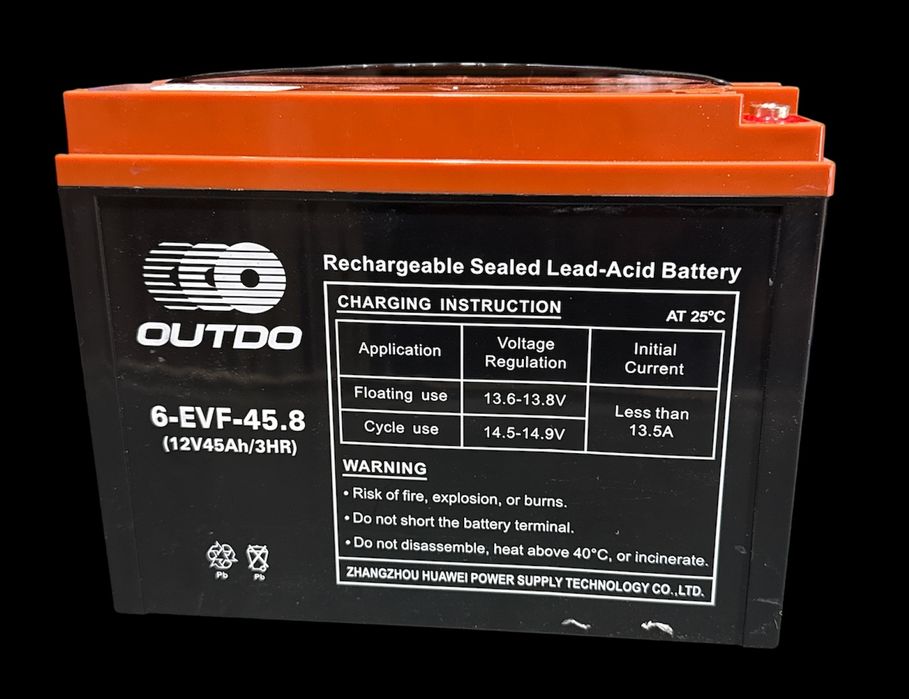 OUTDO
6-EVF-45.8
(12V45Ah/3HR)
Pb Pb
Rechargeable Sealed Lead-Acid Battery
CHARGING INSTRUCTION AT 25°C
Application Voltage Regulation Initial Current
Floating use 13.6-13.8V Less than 13.5A
Cycle use 14.5-14.9V
WARNING
• Risk of fire, explosion, or burns.
• Do not short the battery terminal.
• Do not disassemble, heat above 40°C, or incinerate.
ZHANGZHOU HUAWEI POWER SUPPLY TECHNOLOGY CO.,LTD.